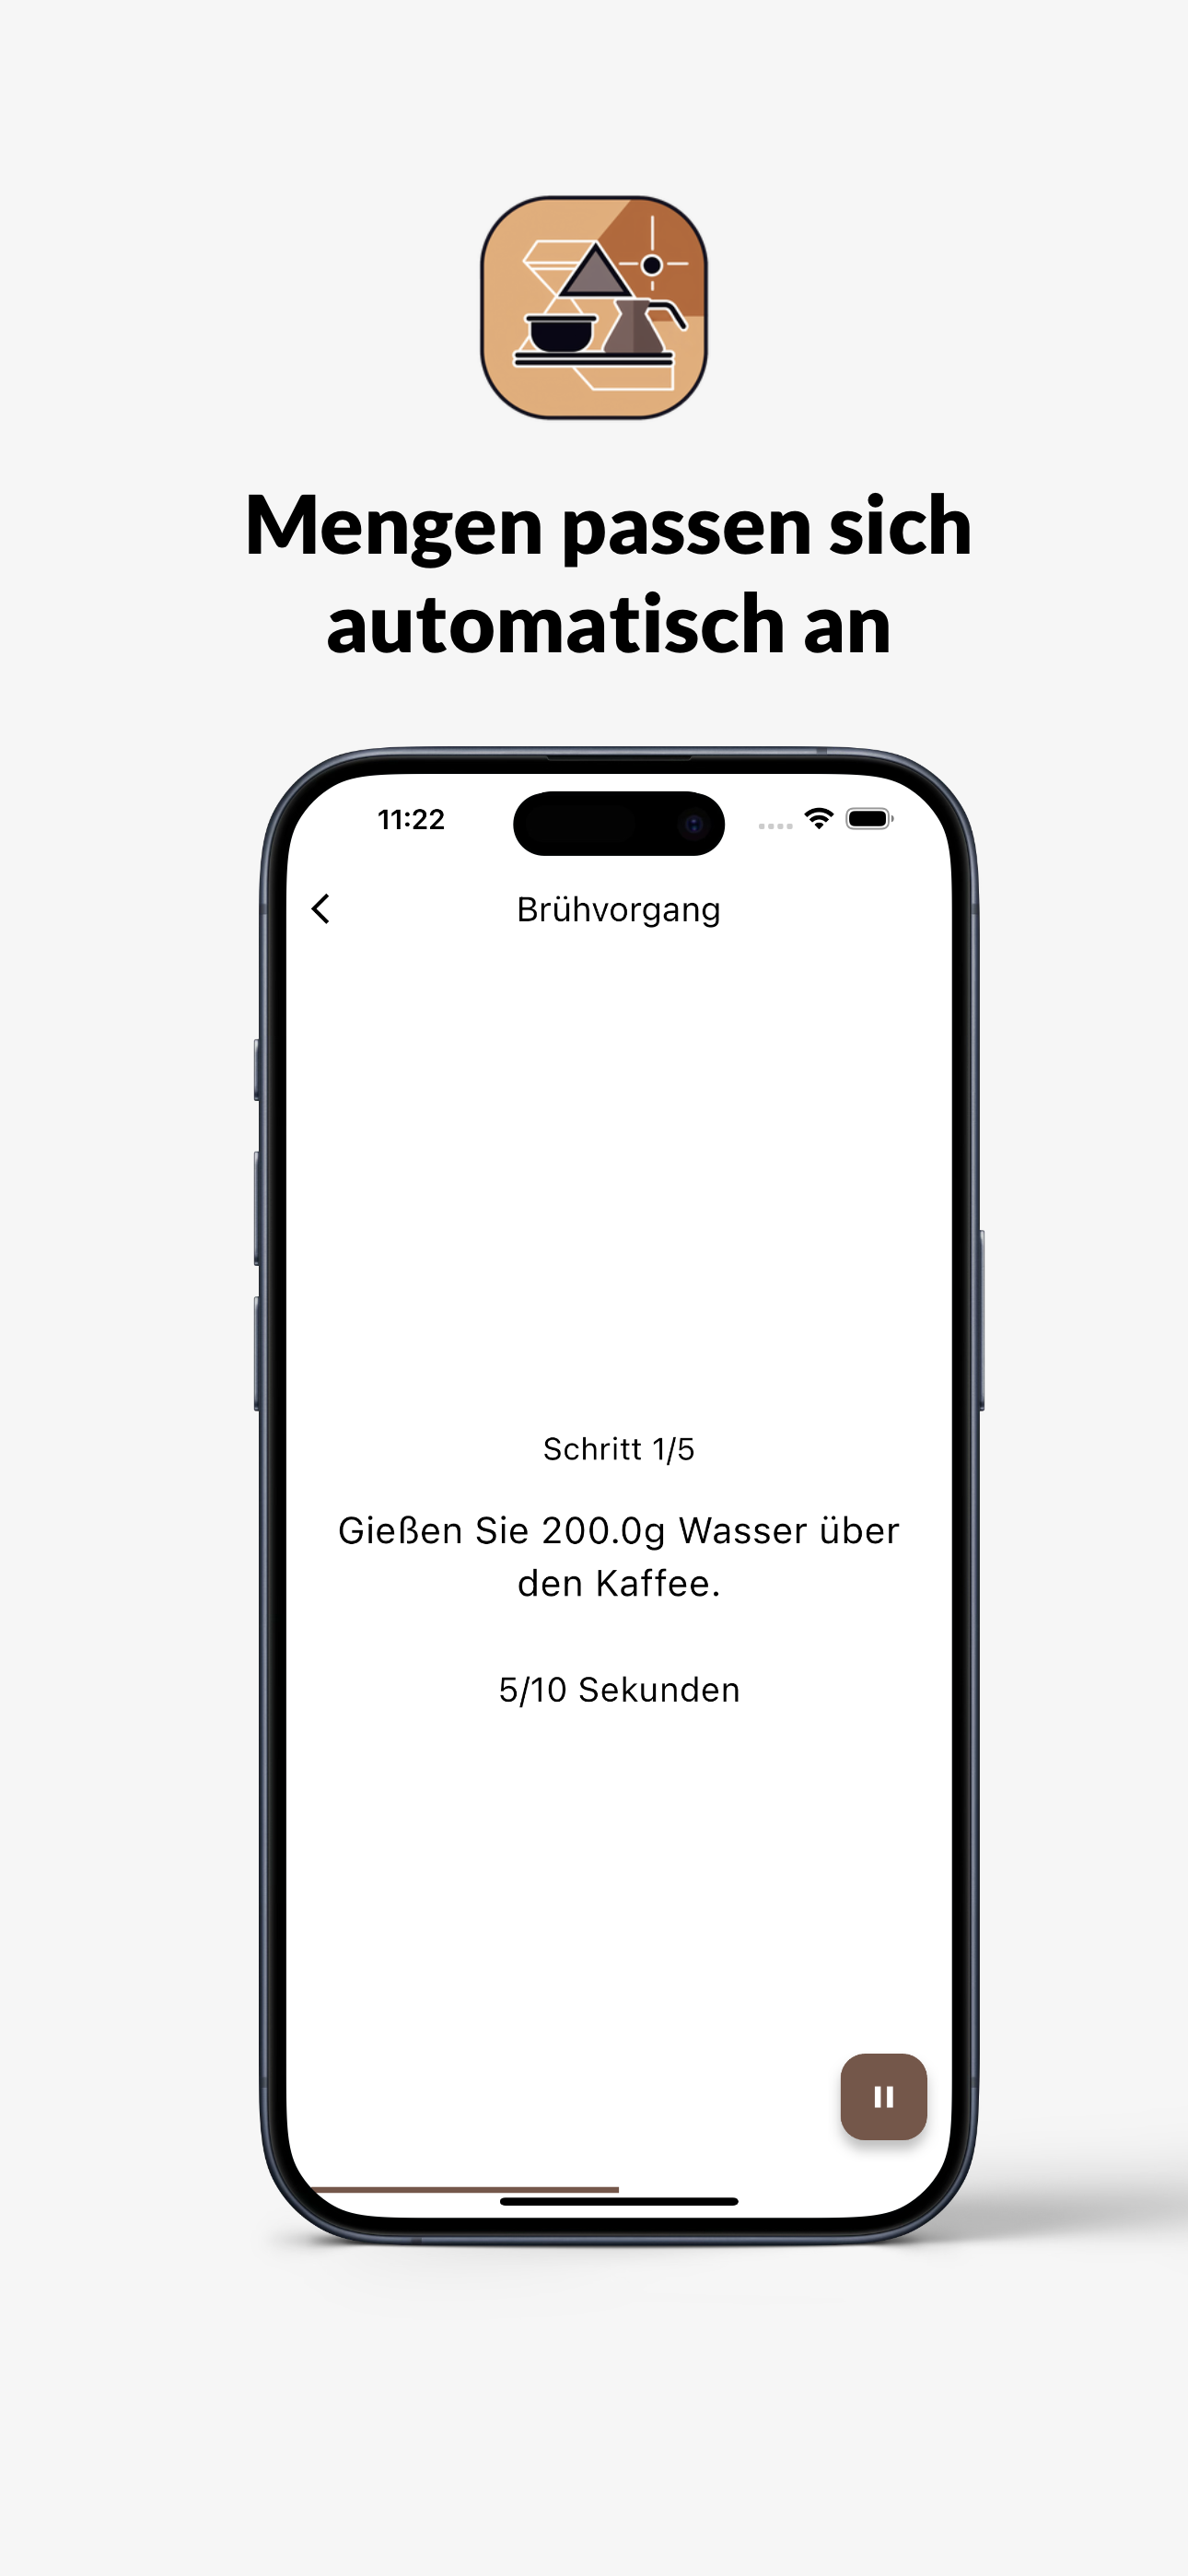 Mengen passen sich
automatisch an
11:22
Brühvorgang
Schritt 1/5
Gießen Sie 200.0g Wasser über
den Kaffee.
5/10 Sekunden